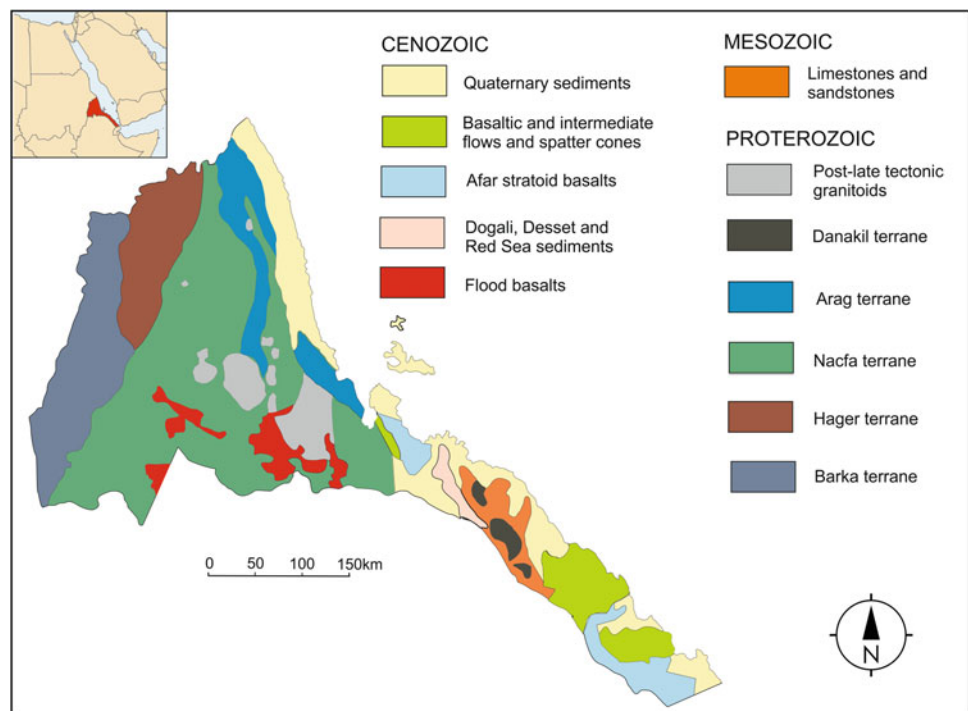 CENOZOIC
Quaternary sediments
Basaltic and intermediate
flows and spatter cones
Afar stratoid basalts
Dogali, Desset and
Red Sea sediments
Flood basalts
MESOZOIC
Limestones and
sandstones
PROTEROZOIC
Post-late tectonic
granitoids
Danakil terrane
Arag terrane
Nacfa terrane
Hager terrane
Barka terrane
0 50 100 150km
N